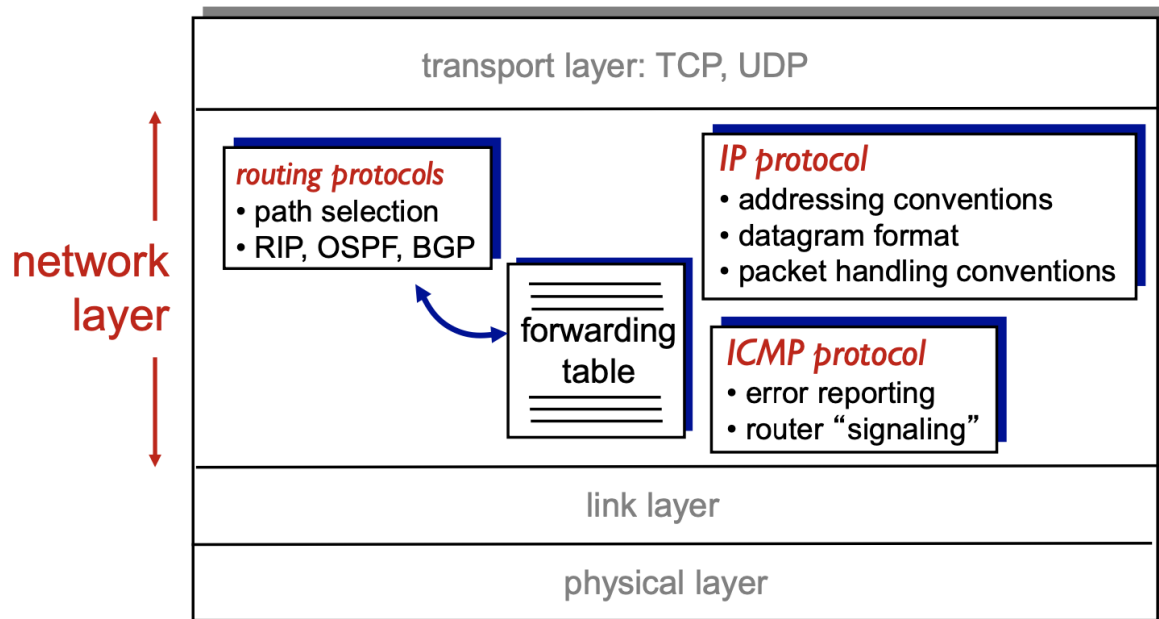 transport layer: TCP, UDP
network
layer
routing protocols
• path selection
• RIP, OSPF, BGP
forwarding
table
IP protocol
• addressing conventions
• datagram format
• packet handling conventions
ICMP protocol
• error reporting
• router “signaling”
link layer
physical layer